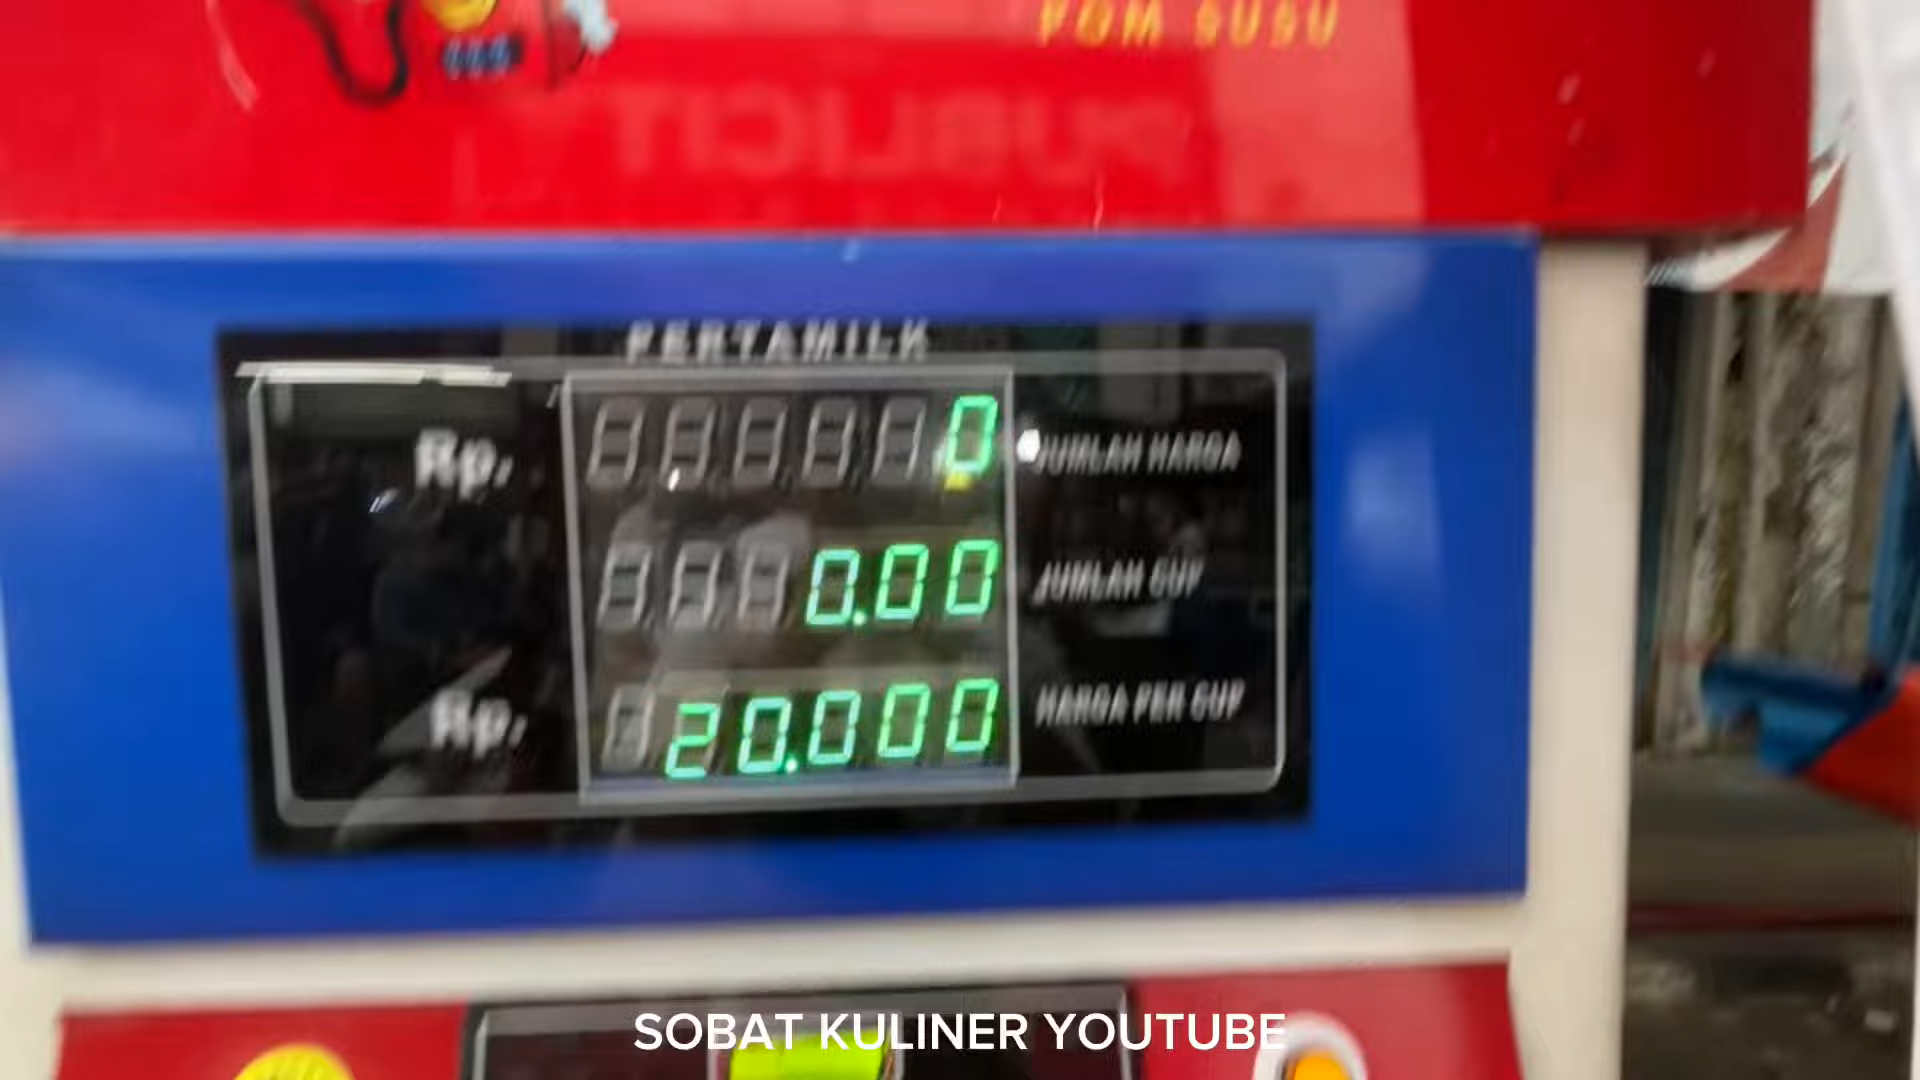 POM SUSU
PUBLICIT
PERTAMILK
Rp. 0 JUMLAH HARGA
0.00 JUMLAH CUP
Rp. 20.000 HARGA PER CUP
SOBAT KULINER YOUTUBE